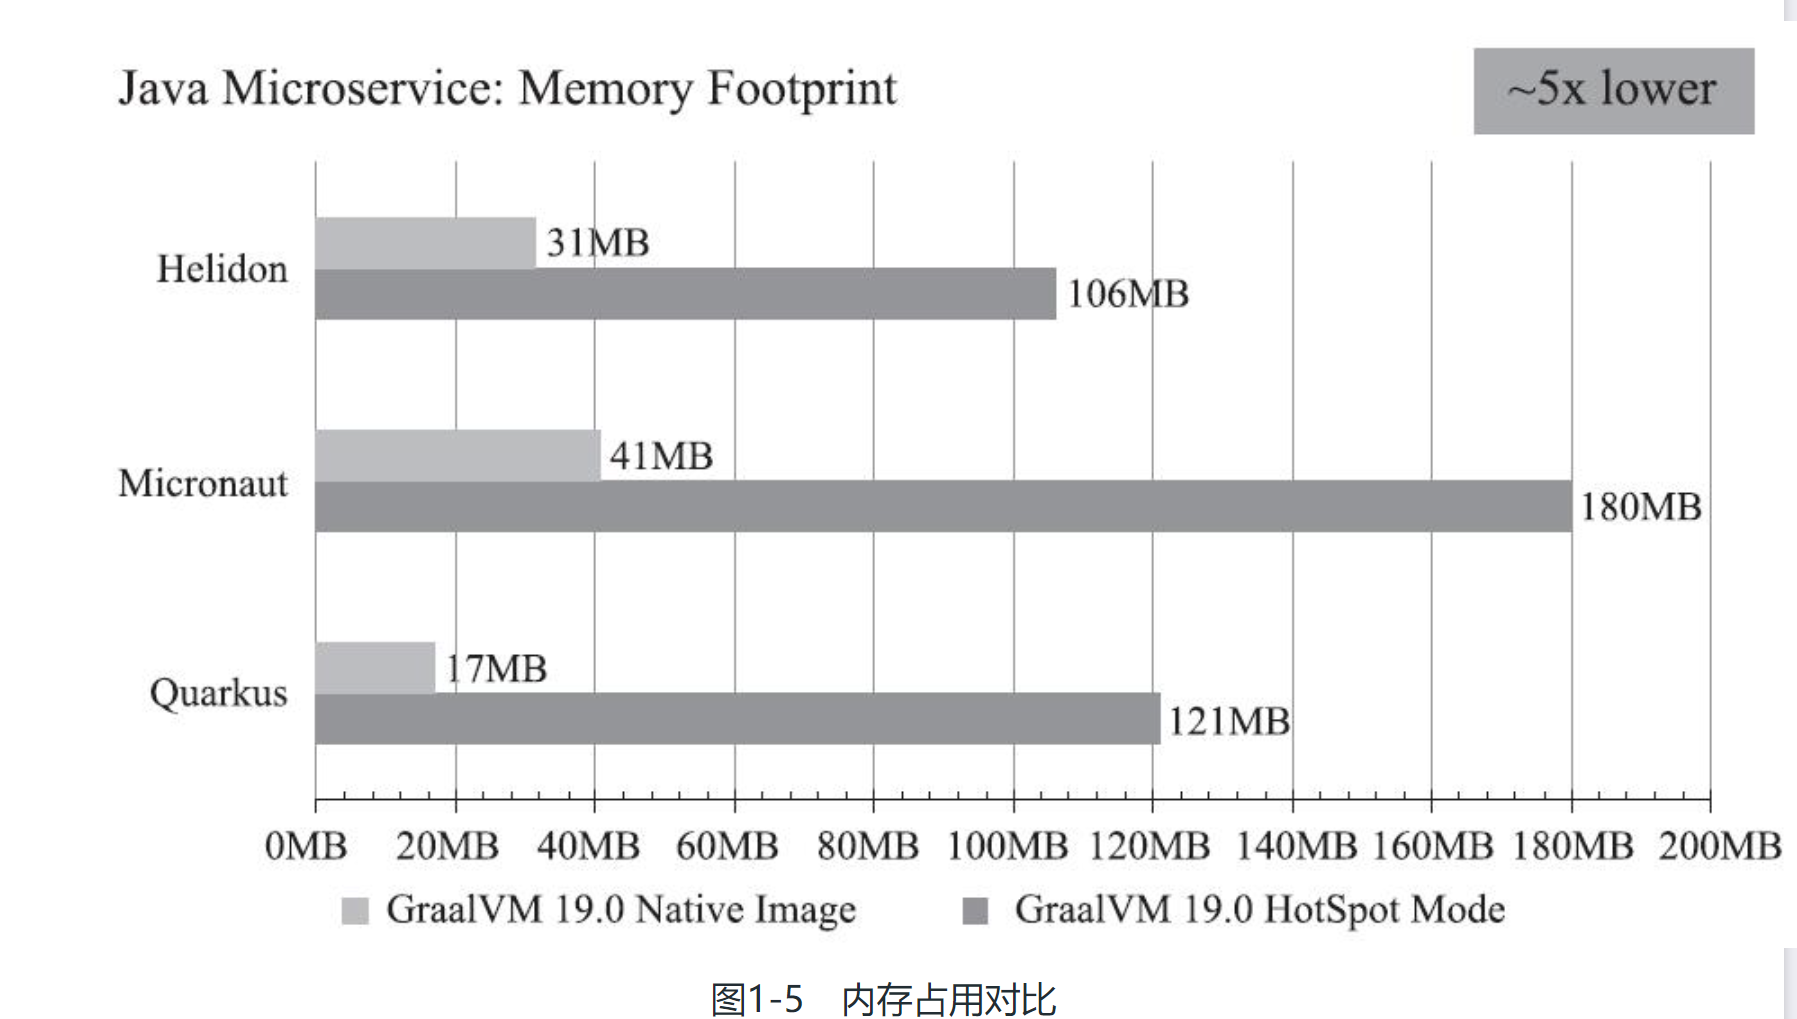 Java Microservice: Memory Footprint
~5x lower
Helidon
31MB
106MB
Micronaut
41MB
180MB
Quarkus
17MB
121MB
0MB 20MB 40MB 60MB 80MB 100MB 120MB 140MB 160MB 180MB 200MB
GraalVM 19.0 Native Image GraalVM 19.0 HotSpot Mode
图1-5 内存占用对比